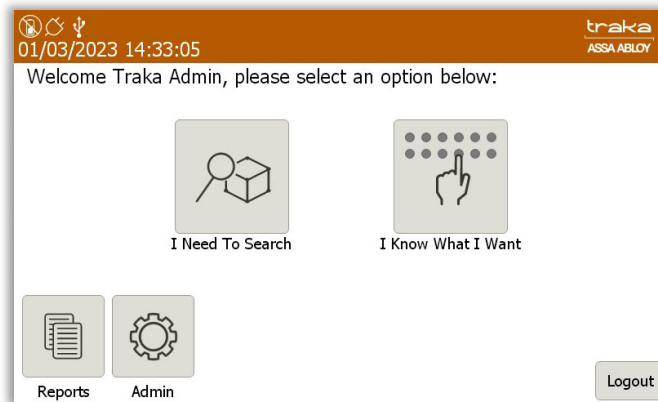 traka
01/03/2023 14:33:05
ASSA ABLOY
Welcome Traka Admin, please select an option below:
I Need To Search
I Know What I Want
Reports
Admin
Logout